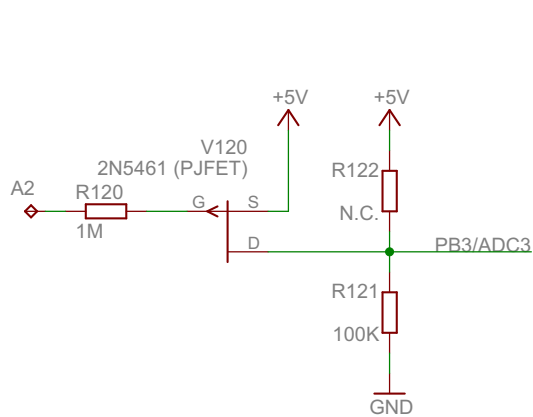 +5V
+5V
V120
2N5461 (PJFET)
R122
A2
R120
G
S
N.C.
1M
D
PB3/ADC3
R121
100K
GND